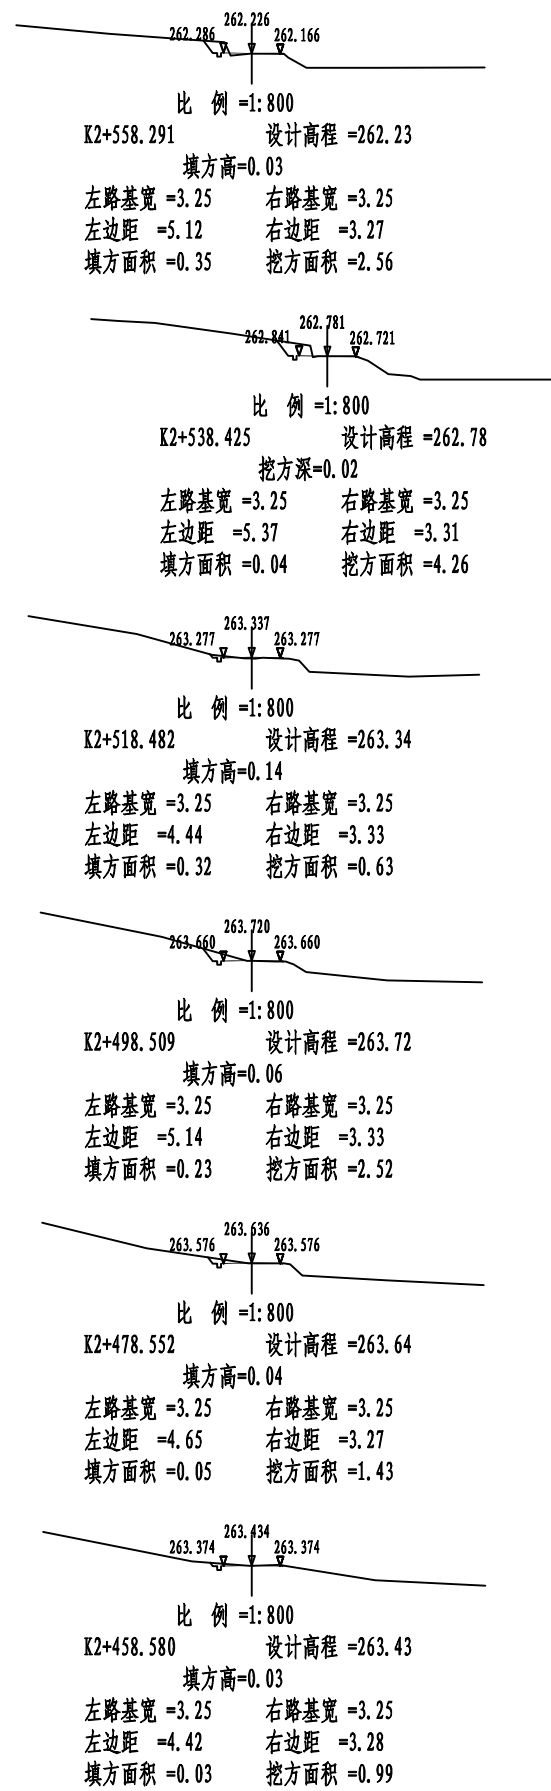 262.226
262.286 262.166
比 例 =1:800
K2+558.291 设计高程 =262.23
填方高=0.03
左路基宽 =3.25 右路基宽 =3.25
左边距 =5.12 右边距 =3.27
填方面积 =0.35 挖方面积 =2.56
262.781
262.841 262.721
比 例 =1:800
K2+538.425 设计高程 =262.78
挖方深=0.02
左路基宽 =3.25 右路基宽 =3.25
左边距 =5.37 右边距 =3.31
填方面积 =0.04 挖方面积 =4.26
263.337
263.277 263.277
比 例 =1:800
K2+518.482 设计高程 =263.34
填方高=0.14
左路基宽 =3.25 右路基宽 =3.25
左边距 =4.44 右边距 =3.33
填方面积 =0.32 挖方面积 =0.63
263.720
263.660 263.660
比 例 =1:800
K2+498.509 设计高程 =263.72
填方高=0.06
左路基宽 =3.25 右路基宽 =3.25
左边距 =5.14 右边距 =3.33
填方面积 =0.23 挖方面积 =2.52
263.636
263.576 263.576
比 例 =1:800
K2+478.552 设计高程 =263.64
填方高=0.04
左路基宽 =3.25 右路基宽 =3.25
左边距 =4.65 右边距 =3.27
填方面积 =0.05 挖方面积 =1.43
263.434
263.374 263.374
比 例 =1:800
K2+458.580 设计高程 =263.43
填方高=0.03
左路基宽 =3.25 右路基宽 =3.25
左边距 =4.42 右边距 =3.28
填方面积 =0.03 挖方面积 =0.99